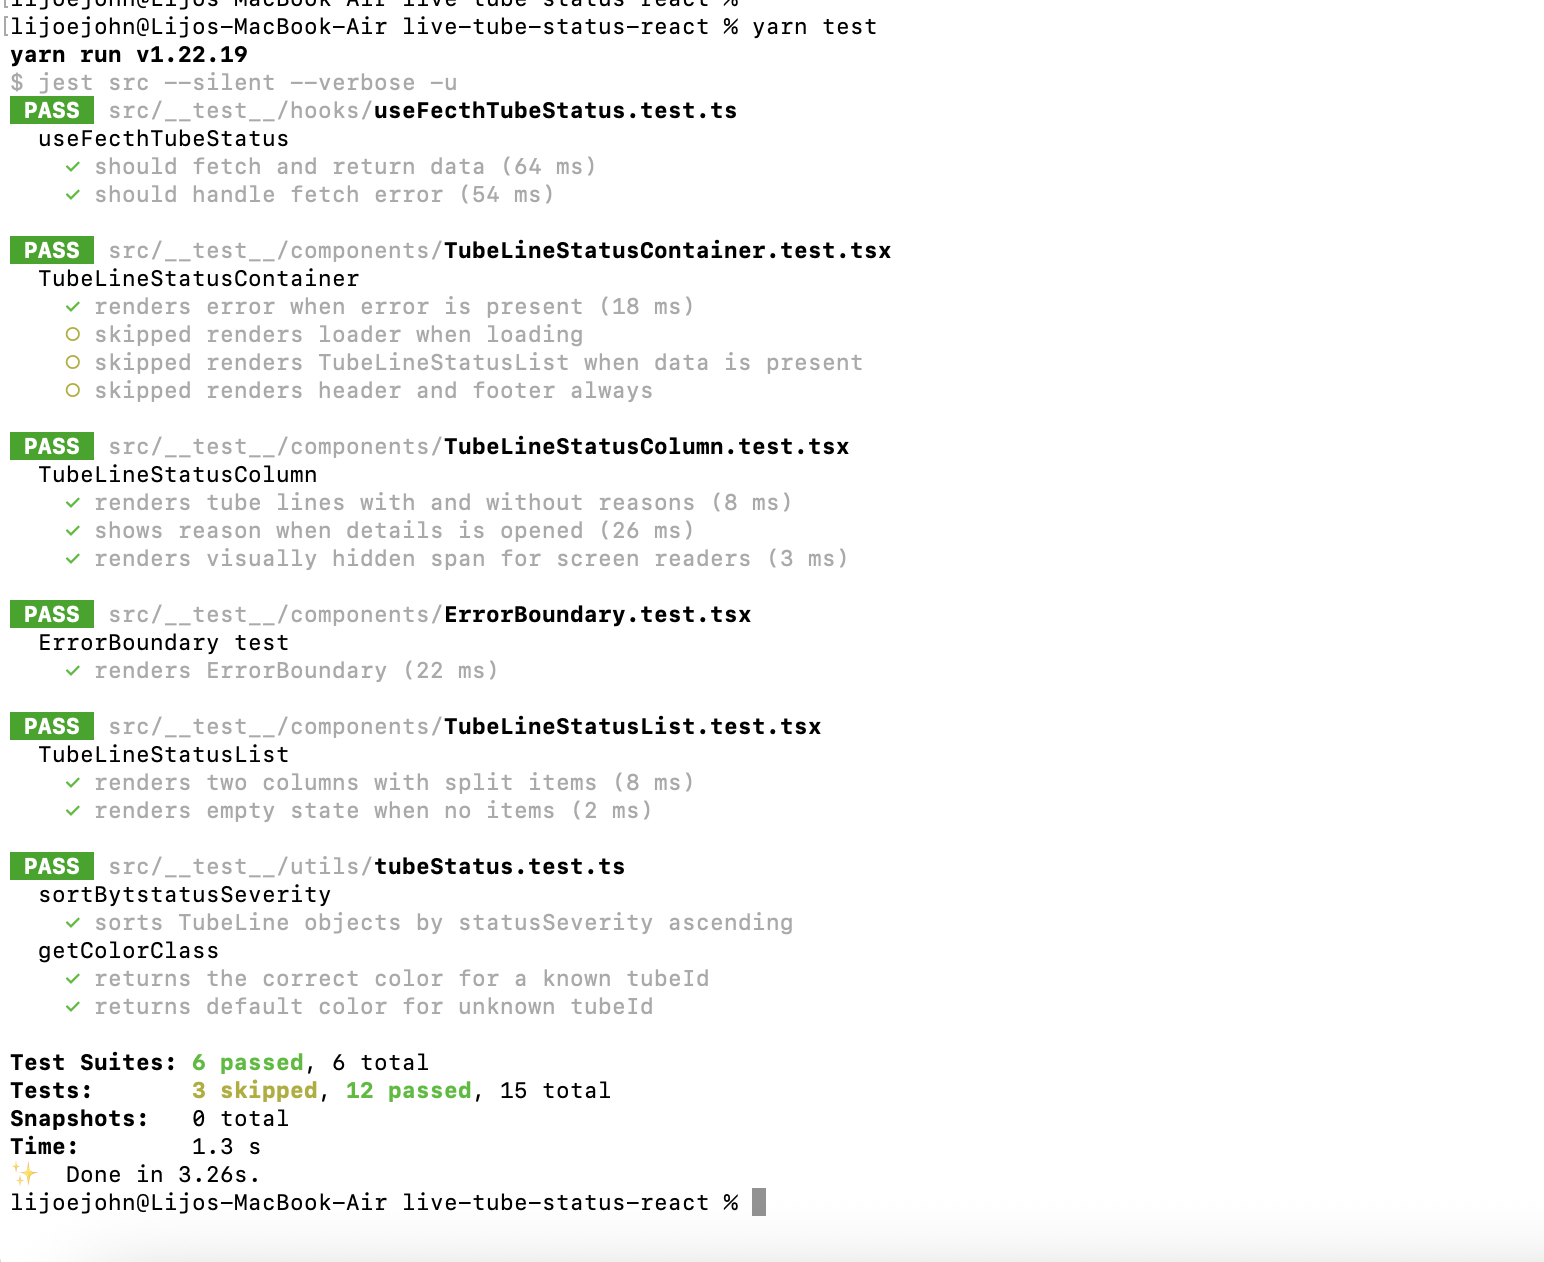 lijoejohn@Lijos-MacBook-Air live-tube-status-react %
[lijoejohn@Lijos-MacBook-Air live-tube-status-react % yarn test
yarn run v1.22.19
$ jest src --silent --verbose -u
PASS src/__test__/hooks/useFecthTubeStatus.test.ts
useFecthTubeStatus
✓ should fetch and return data (64 ms)
✓ should handle fetch error (54 ms)
PASS src/__test__/components/TubeLineStatusContainer.test.tsx
TubeLineStatusContainer
✓ renders error when error is present (18 ms)
○ skipped renders loader when loading
○ skipped renders TubeLineStatusList when data is present
○ skipped renders header and footer always
PASS src/__test__/components/TubeLineStatusColumn.test.tsx
TubeLineStatusColumn
✓ renders tube lines with and without reasons (8 ms)
✓ shows reason when details is opened (26 ms)
✓ renders visually hidden span for screen readers (3 ms)
PASS src/__test__/components/ErrorBoundary.test.tsx
ErrorBoundary test
✓ renders ErrorBoundary (22 ms)
PASS src/__test__/components/TubeLineStatusList.test.tsx
TubeLineStatusList
✓ renders two columns with split items (8 ms)
✓ renders empty state when no items (2 ms)
PASS src/__test__/utils/tubeStatus.test.ts
sortBytstatusSeverity
✓ sorts TubeLine objects by statusSeverity ascending
getColorClass
✓ returns the correct color for a known tubeId
✓ returns default color for unknown tubeId
Test Suites: 6 passed, 6 total
Tests: 3 skipped, 12 passed, 15 total
Snapshots: 0 total
Time: 1.3 s
✨ Done in 3.26s.
lijoejohn@Lijos-MacBook-Air live-tube-status-react %